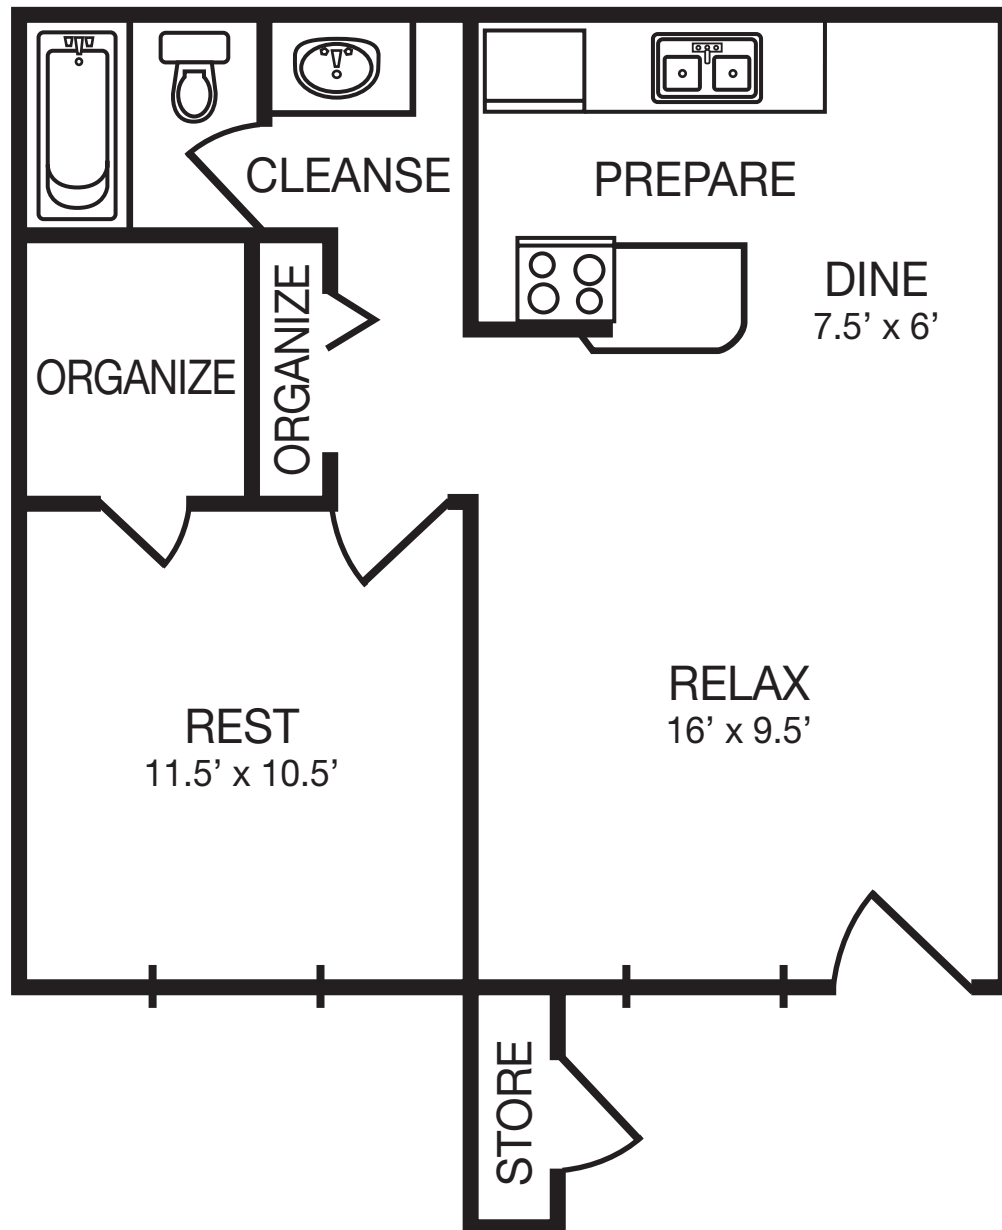 CLEANSE
PREPARE
DINE
7.5’ x 6’
ORGANIZE
ORGANIZE
RELAX
16’ x 9.5’
REST
11.5’ x 10.5’
STORE